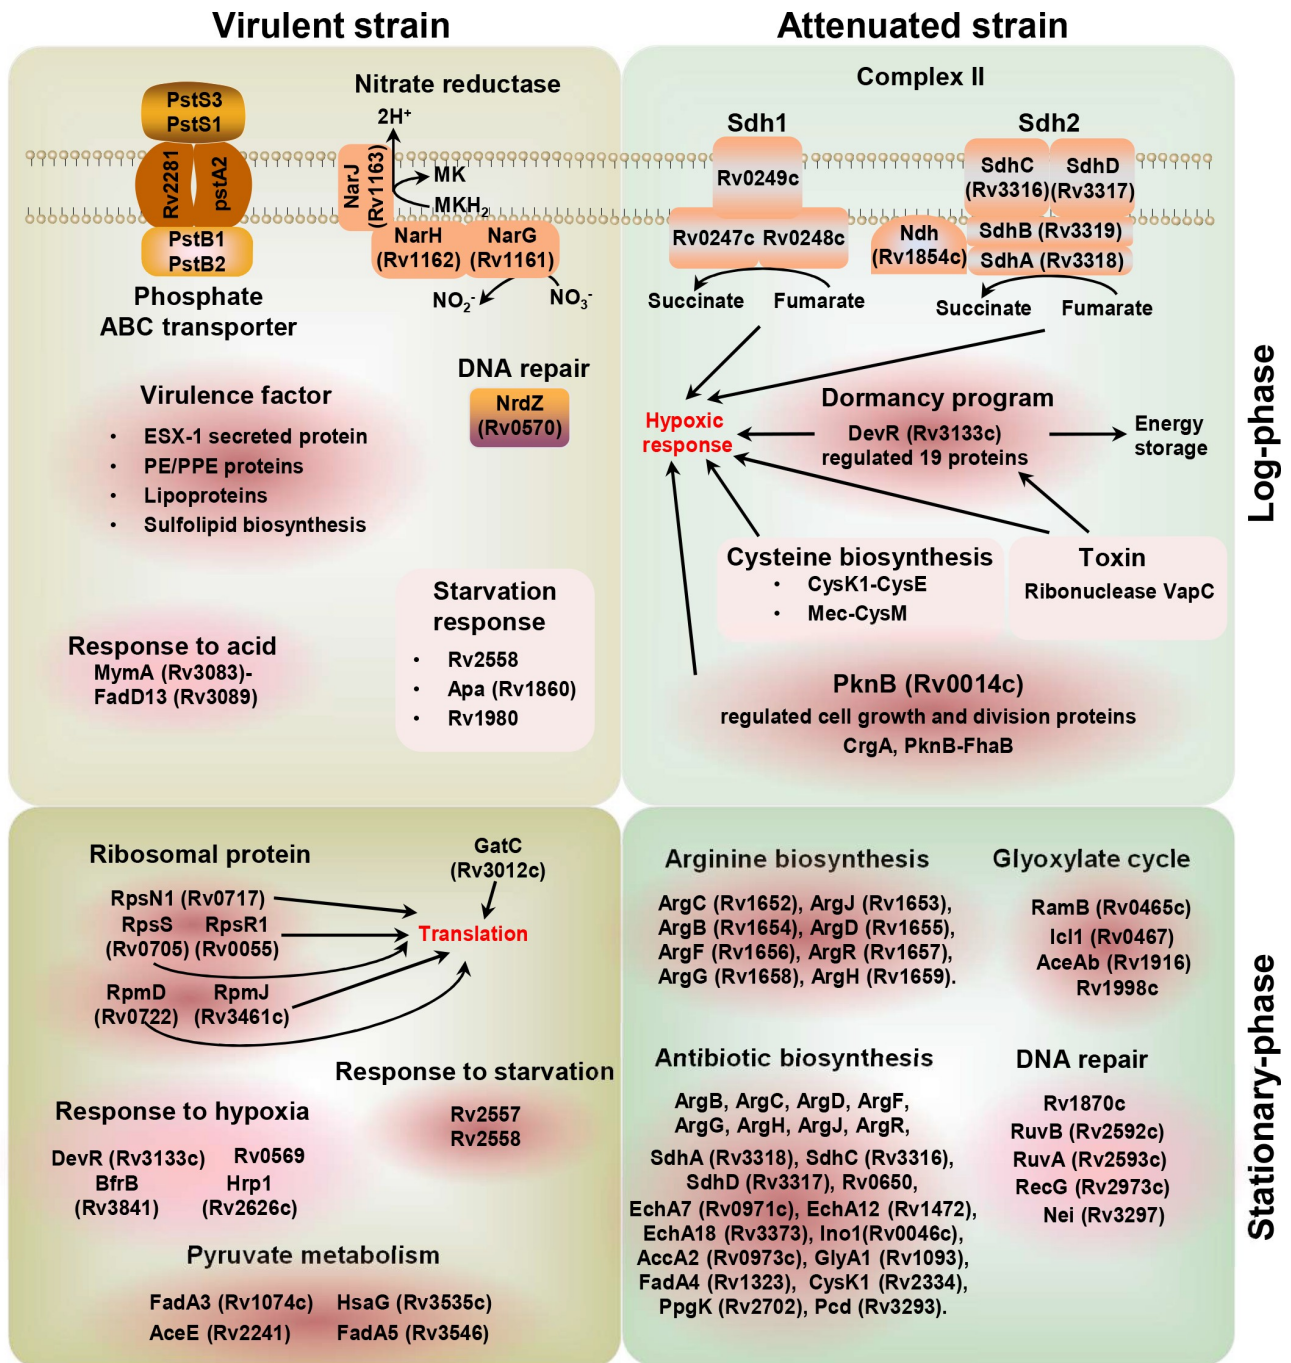 Virulent strain
Attenuated strain
PstS3
PstS1
Rv2281
pstA2
PstB1
PstB2
Phosphate
ABC transporter
Nitrate reductase
2H⁺
NarJ
(Rv1163)
MK
MKH₂
NarH
(Rv1162)
NarG
(Rv1161)
NO₂⁻
NO₃⁻
DNA repair
NrdZ
(Rv0570)
Virulence factor
• ESX-1 secreted protein
• PE/PPE proteins
• Lipoproteins
• Sulfolipid biosynthesis
Starvation
response
• Rv2558
• Apa (Rv1860)
• Rv1980
Response to acid
MymA (Rv3083)-
FadD13 (Rv3089)
Complex II
Sdh1
Rv0249c
Rv0247c
Rv0248c
Succinate
Fumarate
Sdh2
SdhC
(Rv3316)
SdhD
(Rv3317)
SdhB (Rv3319)
SdhA (Rv3318)
Ndh
(Rv1854c)
Succinate
Fumarate
Hypoxic
response
Dormancy program
DevR (Rv3133c)
regulated 19 proteins
Energy
storage
Cysteine biosynthesis
• CysK1-CysE
• Mec-CysM
Toxin
Ribonuclease VapC
PknB (Rv0014c)
regulated cell growth and division proteins
CrgA, PknB-FhaB
Log-phase
Ribosomal protein
RpsN1 (Rv0717)
RpsS
(Rv0705)
RpsR1
(Rv0055)
RpmD
(Rv0722)
RpmJ
(Rv3461c)
GatC
(Rv3012c)
Translation
Response to starvation
Rv2557
Rv2558
Response to hypoxia
DevR (Rv3133c)
Rv0569
BfrB
(Rv3841)
Hrp1
(Rv2626c)
Pyruvate metabolism
FadA3 (Rv1074c)
HsaG (Rv3535c)
AceE (Rv2241)
FadA5 (Rv3546)
Arginine biosynthesis
ArgC (Rv1652), ArgJ (Rv1653),
ArgB (Rv1654), ArgD (Rv1655),
ArgF (Rv1656), ArgR (Rv1657),
ArgG (Rv1658), ArgH (Rv1659).
Glyoxylate cycle
RamB (Rv0465c)
Icl1 (Rv0467)
AceAb (Rv1916)
Rv1998c
Antibiotic biosynthesis
ArgB, ArgC, ArgD, ArgF,
ArgG, ArgH, ArgJ, ArgR,
SdhA (Rv3318), SdhC (Rv3316),
SdhD (Rv3317), Rv0650,
EchA7 (Rv0971c), EchA12 (Rv1472),
EchA18 (Rv3373), Ino1(Rv0046c),
AccA2 (Rv0973c), GlyA1 (Rv1093),
FadA4 (Rv1323), CysK1 (Rv2334),
PpgK (Rv2702), Pcd (Rv3293).
DNA repair
Rv1870c
RuvB (Rv2592c)
RuvA (Rv2593c)
RecG (Rv2973c)
Nei (Rv3297)
Stationary-phase